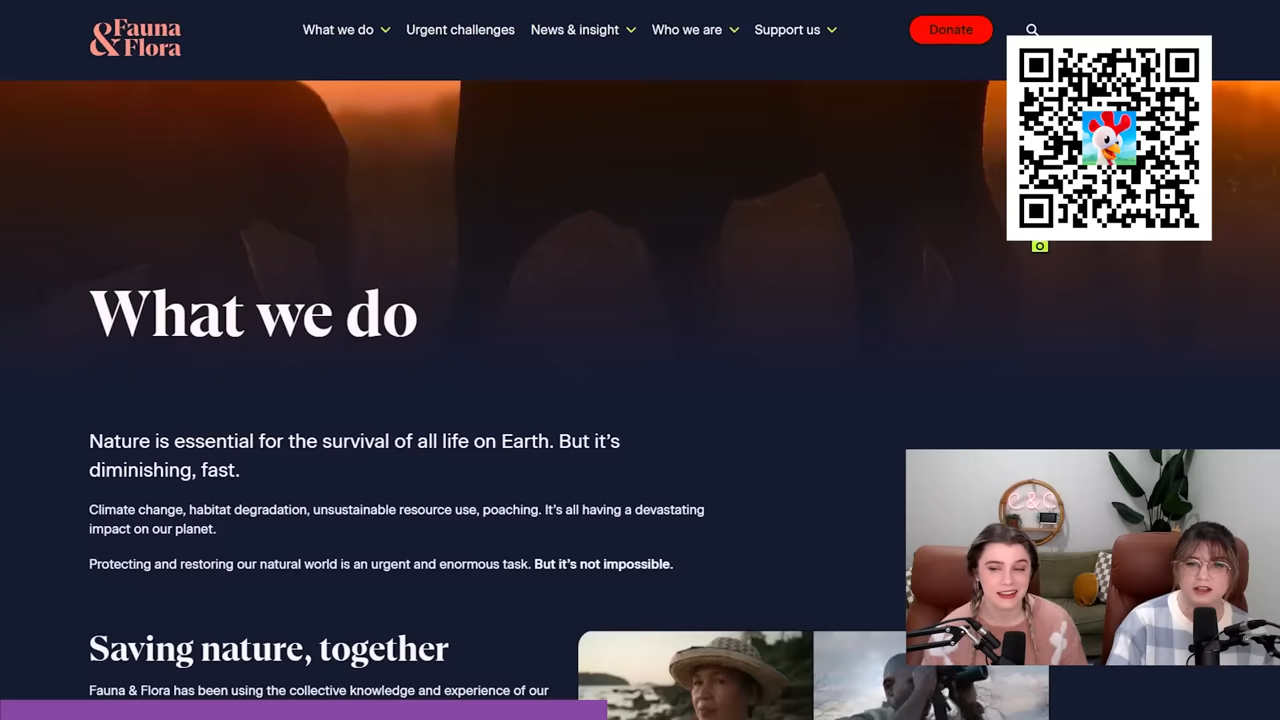 Fauna
& Flora
What we do
Urgent challenges
News & insight
Who we are
Support us
Donate
What we do
Nature is essential for the survival of all life on Earth. But it's
diminishing, fast.
Climate change, habitat degradation, unsustainable resource use, poaching. It's all having a devastating
impact on our planet.
Protecting and restoring our natural world is an urgent and enormous task. But it's not impossible.
C & C
Saving nature, together
Fauna & Flora has been using the collective knowledge and experience of our